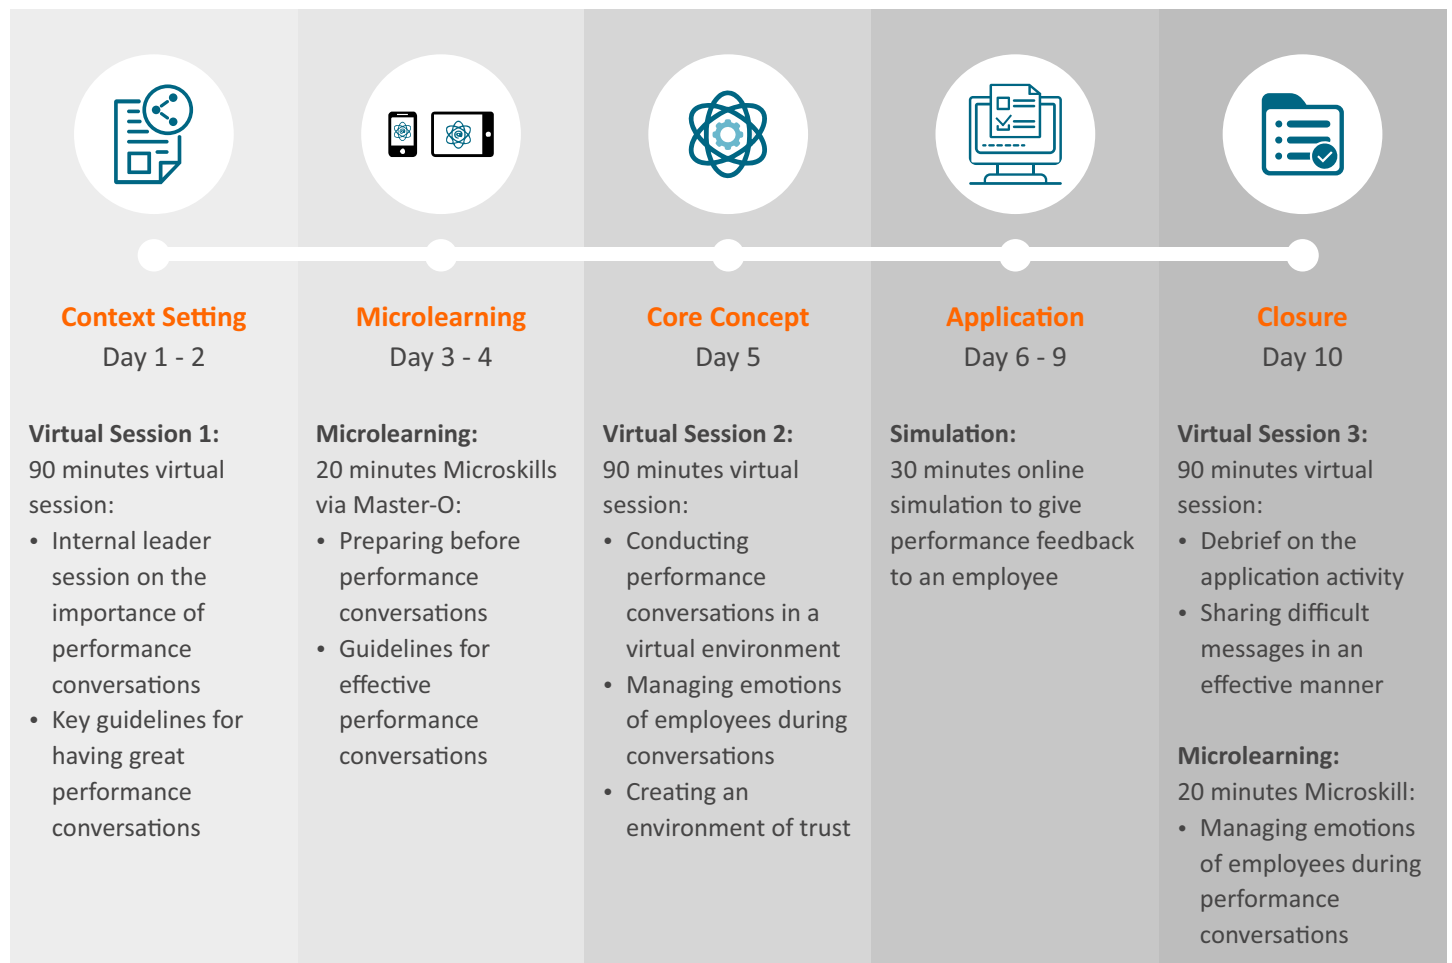 Context Setting
Day 1 - 2
Virtual Session 1:
90 minutes virtual
session:
• Internal leader
session on the
importance of
performance
conversations
• Key guidelines for
having great
performance
conversations
Microlearning
Day 3 - 4
Microlearning:
20 minutes Microskills
via Master-O:
• Preparing before
performance
conversations
• Guidelines for
effective
performance
conversations
Core Concept
Day 5
Virtual Session 2:
90 minutes virtual
session:
• Conducting
performance
conversations in a
virtual environment
• Managing emotions
of employees during
conversations
• Creating an
environment of trust
Application
Day 6 - 9
Simulation:
30 minutes online
simulation to give
performance feedback
to an employee
Closure
Day 10
Virtual Session 3:
90 minutes virtual
session:
• Debrief on the
application activity
• Sharing difficult
messages in an
effective manner
Microlearning:
20 minutes Microskill:
• Managing emotions
of employees during
performance
conversations